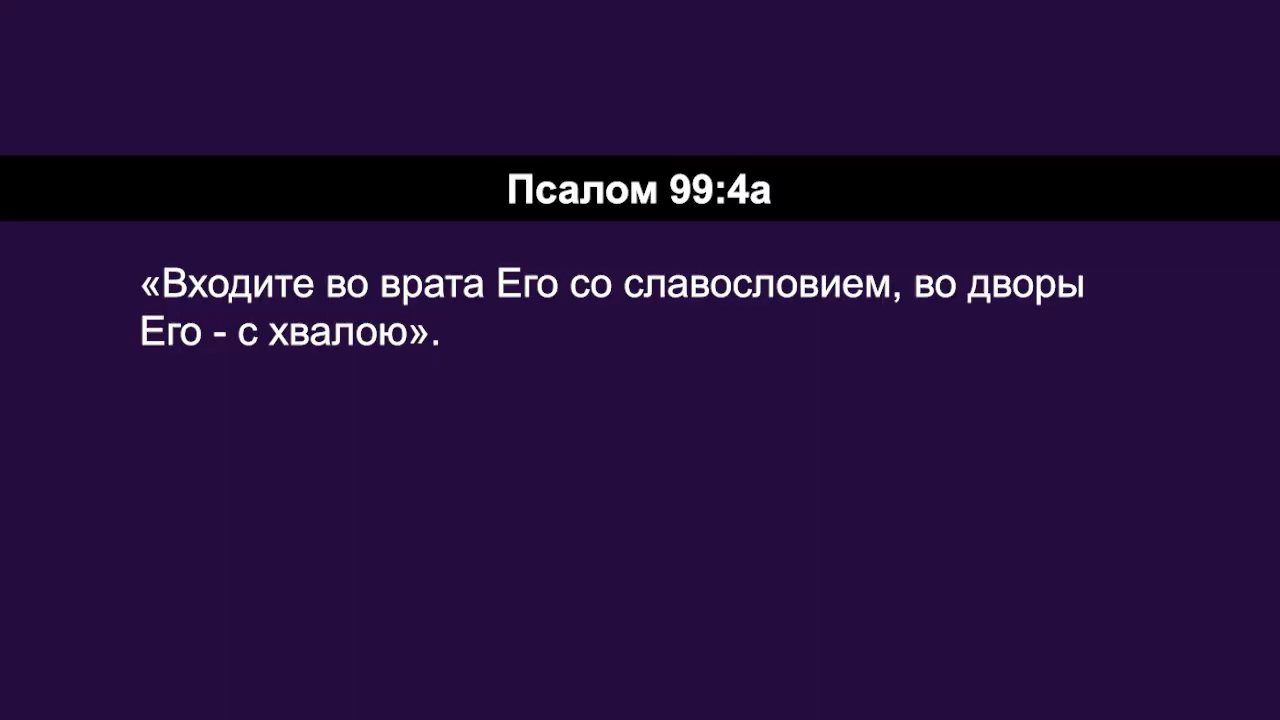 Псалом 99:4а
«Входите во врата Его со славословием, во дворы
Его - с хвалою».